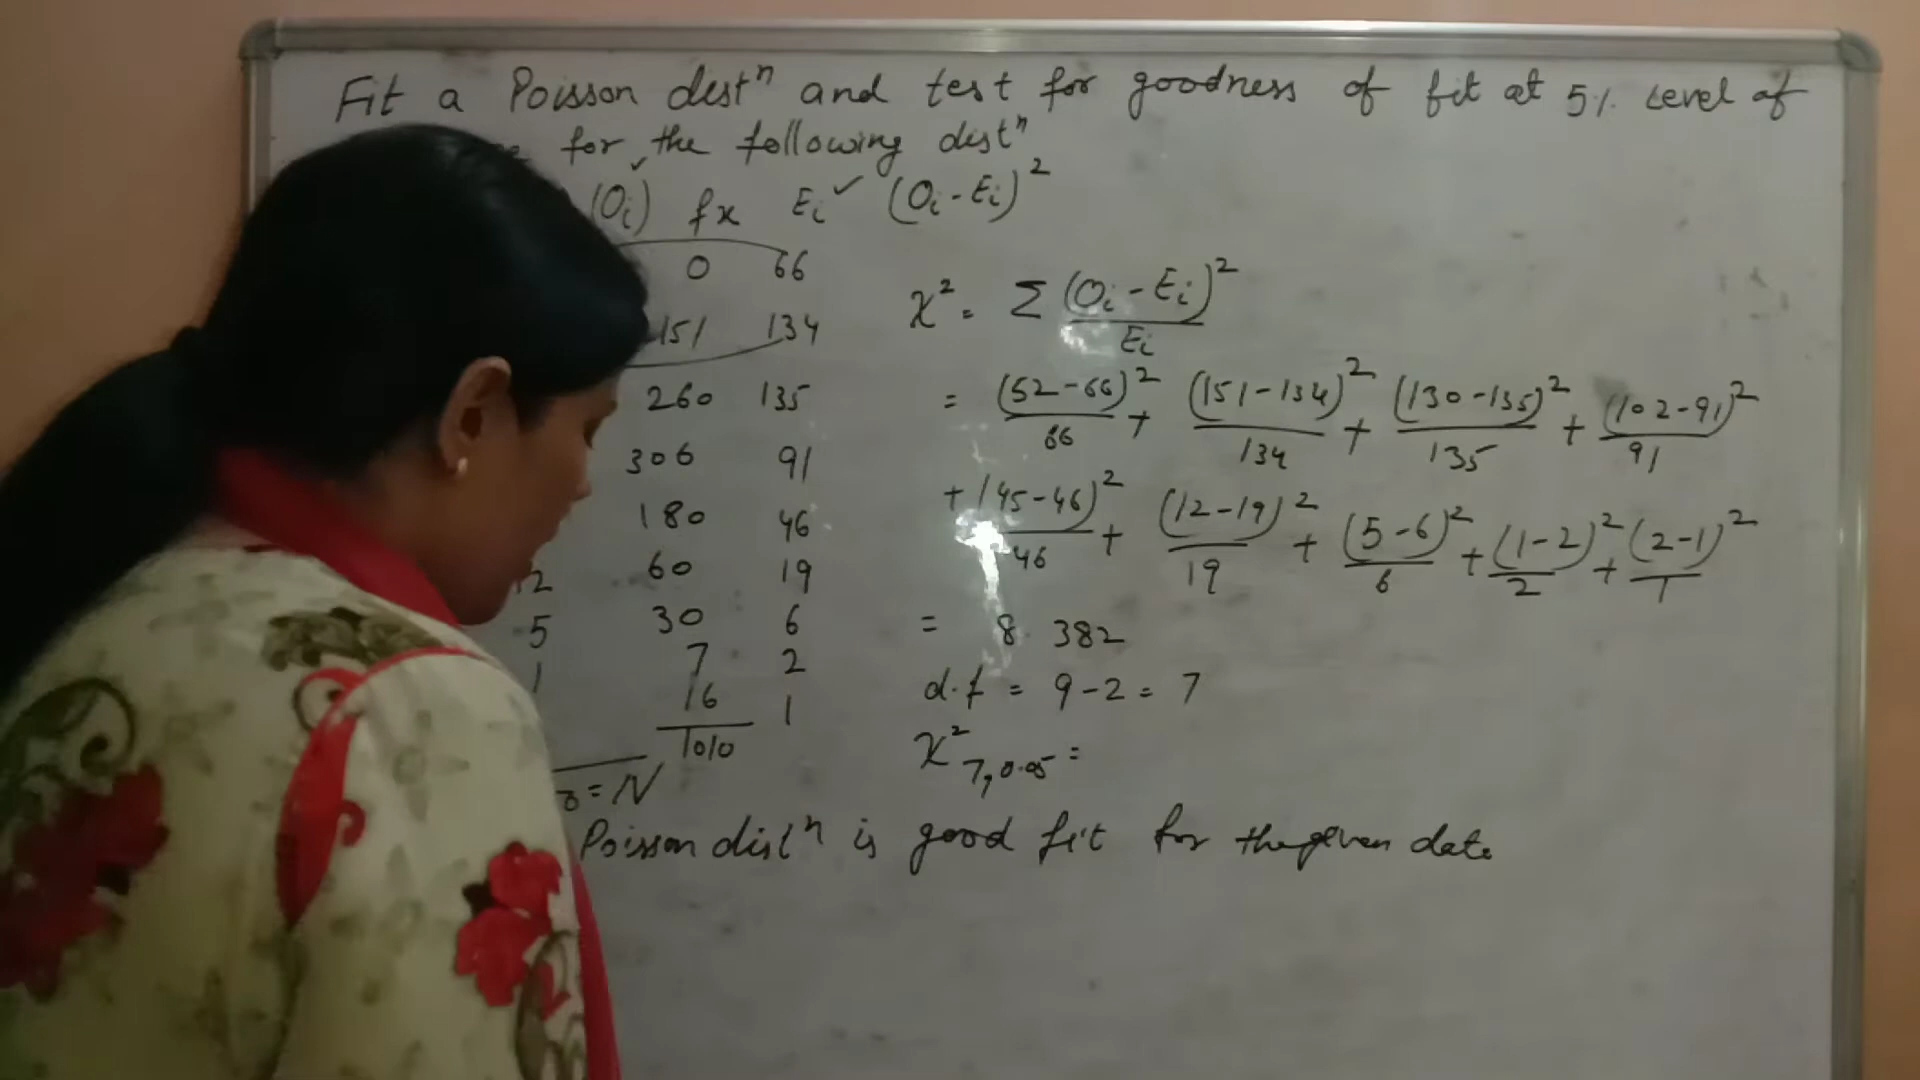 Fit a Poisson distⁿ and test for goodness of fit at 5% level of
for the following distⁿ
(Oi) fx Ei (Oi - Ei)²
0 66
151 134
260 135
306 91
180 46
12 60 19
5 30 6
1 7 2
16 1
1010
= N
χ² = Σ (Oi - Ei)² / Ei
= (52-66)²/66 + (151-134)²/134 + (130-135)²/135 + (102-91)²/91
+ (45-46)²/46 + (12-19)²/19 + (5-6)²/6 + (1-2)²/2 + (2-1)²/1
= 8.382
d.f = 9-2 = 7
χ² 7,0.05 =
Poisson distⁿ is good fit for the given data